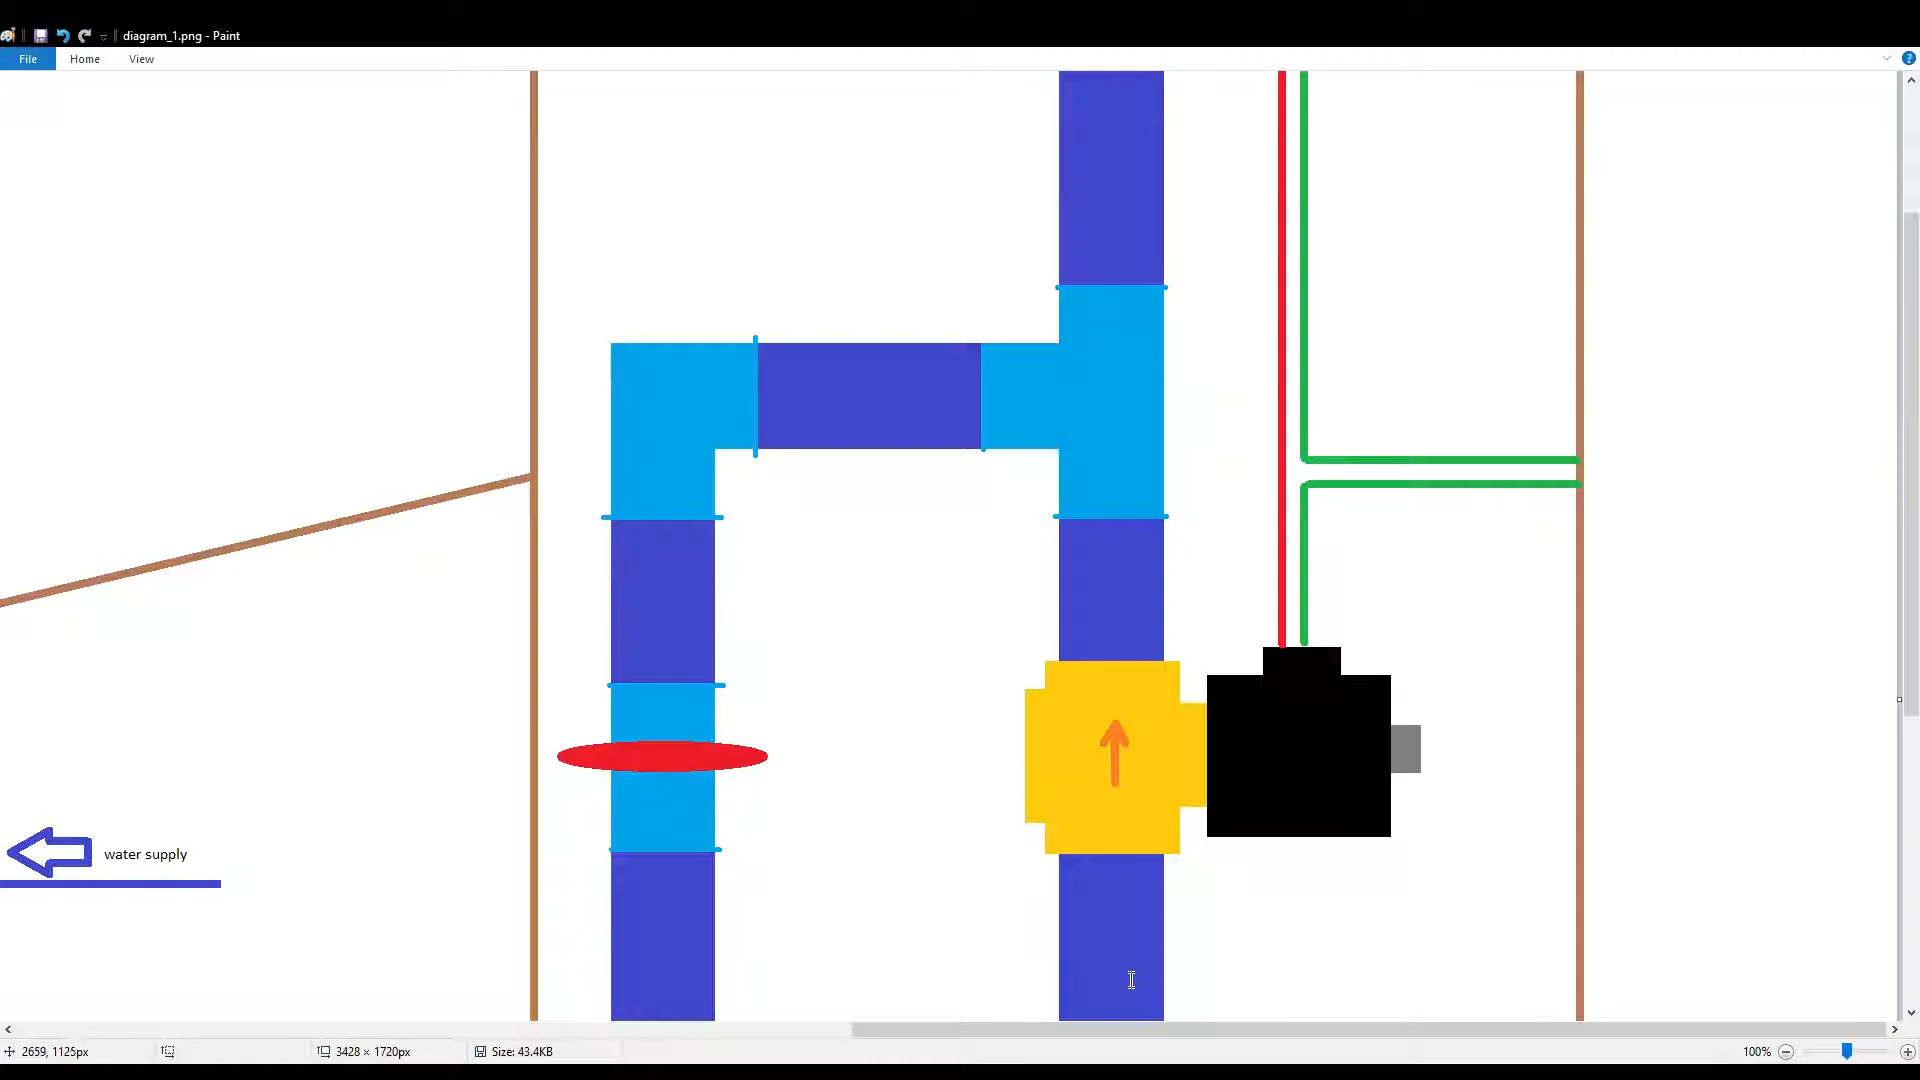 diagram_1.png - Paint
File Home View
water supply
2659, 1125px 3428 × 1720px Size: 43.4KB 100%